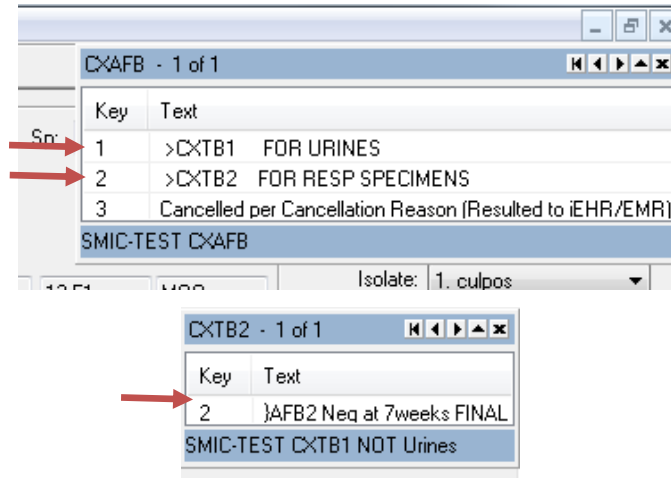 CXAFB - 1 of 1
Key Text
Sp:
1 >CXTB1 FOR URINES
2 >CXTB2 FOR RESP SPECIMENS
3 Cancelled per Cancellation Reason (Resulted to iEHR/EMR)
SMIC-TEST CXAFB
Isolate: 1. culpos
CXTB2 - 1 of 1
Key Text
2 }AFB2 Neg at 7weeks FINAL
SMIC-TEST CXTB1 NOT Urines